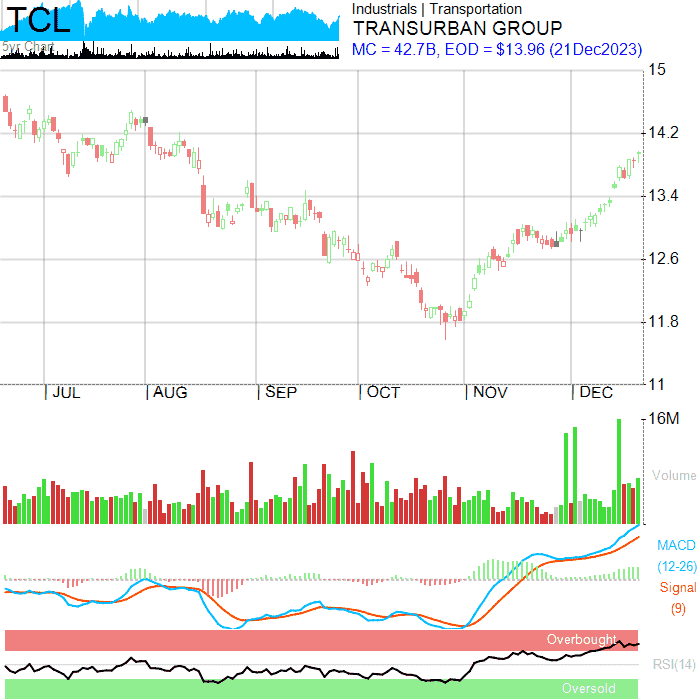 TCL
5yr Chart
Industrials | Transportation
TRANSURBAN GROUP
MC = 42.7B, EOD = $13.96 (21Dec2023)
15
14.2
13.4
12.6
11.8
11
JUL
AUG
SEP
OCT
NOV
DEC
16M
Volume
MACD
(12-26)
Signal
(9)
Overbought
RSI(14)
Oversold